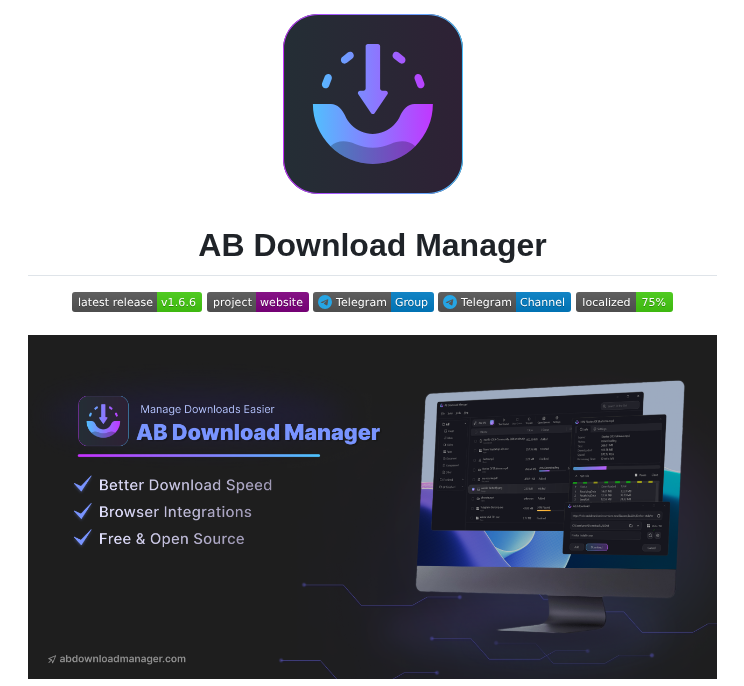 AB Download Manager
latest release v1.6.6 project website Telegram Group Telegram Channel localized 75%
Manage Downloads Easier
AB Download Manager
Better Download Speed
Browser Integrations
Free & Open Source
abdownloadmanager.com